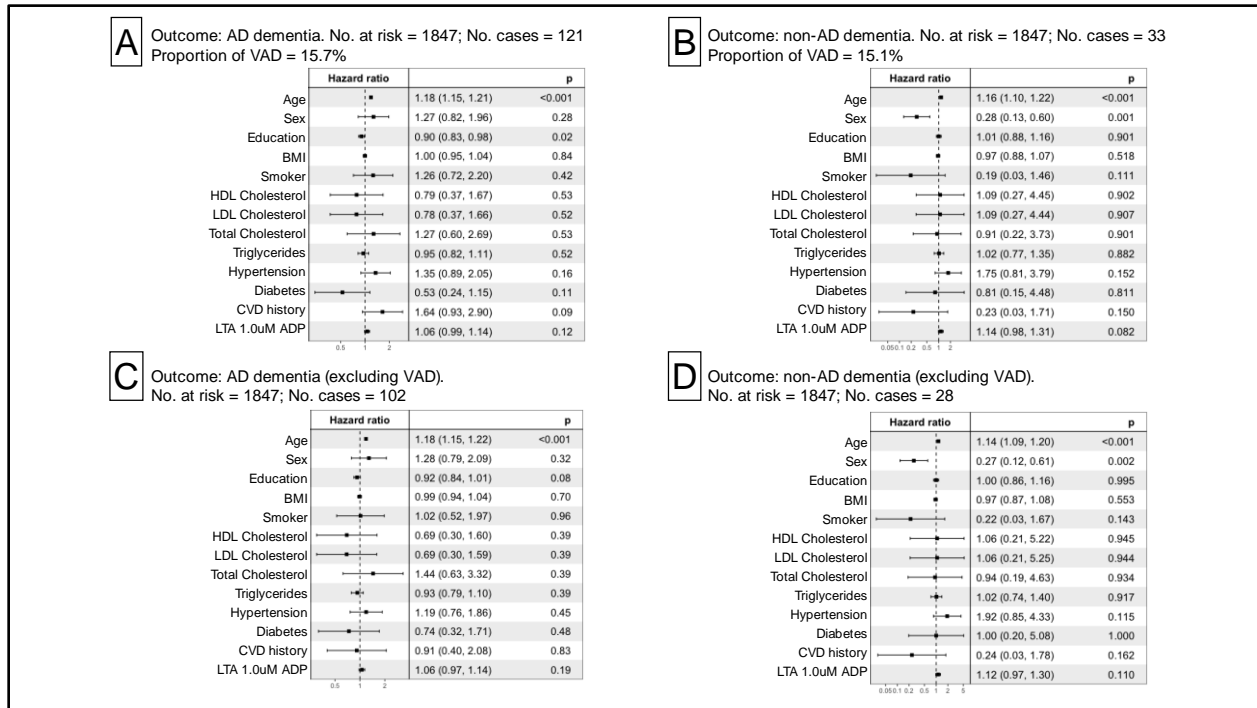 A
Outcome: AD dementia. No. at risk = 1847; No. cases = 121
Proportion of VAD = 15.7%
Hazard ratio p
Age 1.18 (1.15, 1.21) <0.001
Sex 1.27 (0.82, 1.96) 0.28
Education 0.90 (0.83, 0.98) 0.02
BMI 1.00 (0.95, 1.04) 0.84
Smoker 1.26 (0.72, 2.20) 0.42
HDL Cholesterol 0.79 (0.37, 1.67) 0.53
LDL Cholesterol 0.78 (0.37, 1.66) 0.52
Total Cholesterol 1.27 (0.60, 2.69) 0.53
Triglycerides 0.95 (0.82, 1.11) 0.52
Hypertension 1.35 (0.89, 2.05) 0.16
Diabetes 0.53 (0.24, 1.15) 0.11
CVD history 1.64 (0.93, 2.90) 0.09
LTA 1.0uM ADP 1.06 (0.99, 1.14) 0.12
0.5 1 2
B
Outcome: non-AD dementia. No. at risk = 1847; No. cases = 33
Proportion of VAD = 15.1%
Hazard ratio p
Age 1.16 (1.10, 1.22) <0.001
Sex 0.28 (0.13, 0.60) 0.001
Education 1.01 (0.88, 1.16) 0.901
BMI 0.97 (0.88, 1.07) 0.518
Smoker 0.19 (0.03, 1.46) 0.111
HDL Cholesterol 1.09 (0.27, 4.45) 0.902
LDL Cholesterol 1.09 (0.27, 4.44) 0.907
Total Cholesterol 0.91 (0.22, 3.73) 0.901
Triglycerides 1.02 (0.77, 1.35) 0.882
Hypertension 1.75 (0.81, 3.79) 0.152
Diabetes 0.81 (0.15, 4.48) 0.811
CVD history 0.23 (0.03, 1.71) 0.150
LTA 1.0uM ADP 1.14 (0.98, 1.31) 0.082
0.05 0.1 0.2 0.5 1 2
C
Outcome: AD dementia (excluding VAD).
No. at risk = 1847; No. cases = 102
Hazard ratio p
Age 1.18 (1.15, 1.22) <0.001
Sex 1.28 (0.79, 2.09) 0.32
Education 0.92 (0.84, 1.01) 0.08
BMI 0.99 (0.94, 1.04) 0.70
Smoker 1.02 (0.52, 1.97) 0.96
HDL Cholesterol 0.69 (0.30, 1.60) 0.39
LDL Cholesterol 0.69 (0.30, 1.59) 0.39
Total Cholesterol 1.44 (0.63, 3.32) 0.39
Triglycerides 0.93 (0.79, 1.10) 0.39
Hypertension 1.19 (0.76, 1.86) 0.45
Diabetes 0.74 (0.32, 1.71) 0.48
CVD history 0.91 (0.40, 2.08) 0.83
LTA 1.0uM ADP 1.06 (0.97, 1.14) 0.19
0.5 1 2
D
Outcome: non-AD dementia (excluding VAD).
No. at risk = 1847; No. cases = 28
Hazard ratio p
Age 1.14 (1.09, 1.20) <0.001
Sex 0.27 (0.12, 0.61) 0.002
Education 1.00 (0.86, 1.16) 0.995
BMI 0.97 (0.87, 1.08) 0.553
Smoker 0.22 (0.03, 1.67) 0.143
HDL Cholesterol 1.06 (0.21, 5.22) 0.945
LDL Cholesterol 1.06 (0.21, 5.25) 0.944
Total Cholesterol 0.94 (0.19, 4.63) 0.934
Triglycerides 1.02 (0.74, 1.40) 0.917
Hypertension 1.92 (0.85, 4.33) 0.115
Diabetes 1.00 (0.20, 5.08) 1.000
CVD history 0.24 (0.03, 1.78) 0.162
LTA 1.0uM ADP 1.12 (0.97, 1.30) 0.110
0.05 0.1 0.2 0.5 1 2 5